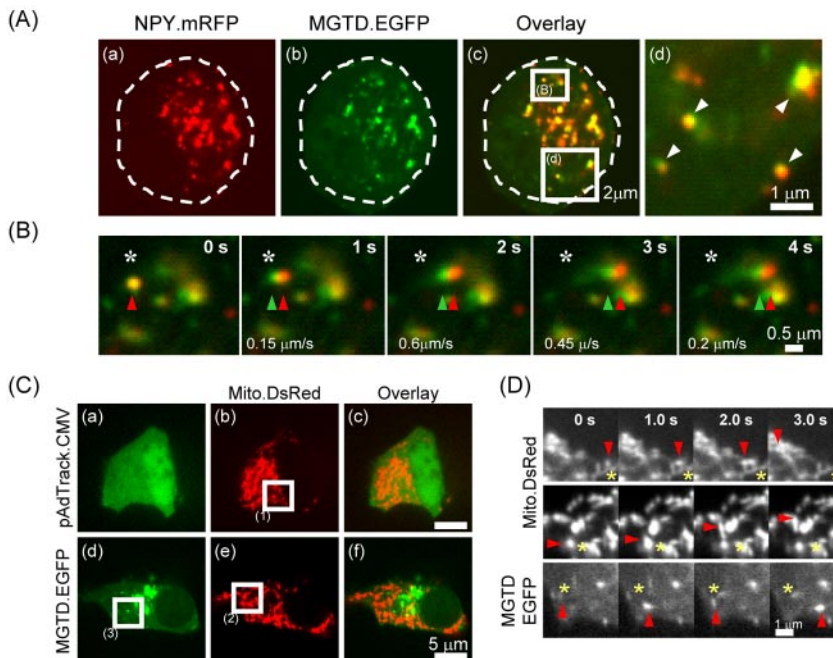 (A) NPY.mRFP MGTD.EGFP Overlay
(a) (b) (c) (d)
(B)
(d)
2μm
1 μm
(B)
* 0 s * 1 s * 2 s * 3 s * 4 s
0.15 μm/s 0.6μm/s 0.45 μ/s 0.2 μm/s 0.5 μm
(C) Mito.DsRed Overlay
pAdTrack.CMV
(a) (b) (c)
(1)
MGTD.EGFP
(d) (e) (f)
(3) (2)
5 μm
(D)
0 s 1.0 s 2.0 s 3.0 s
Mito.DsRed
* * * *
* * * *
MGTD
EGFP
* * * *
1 μm